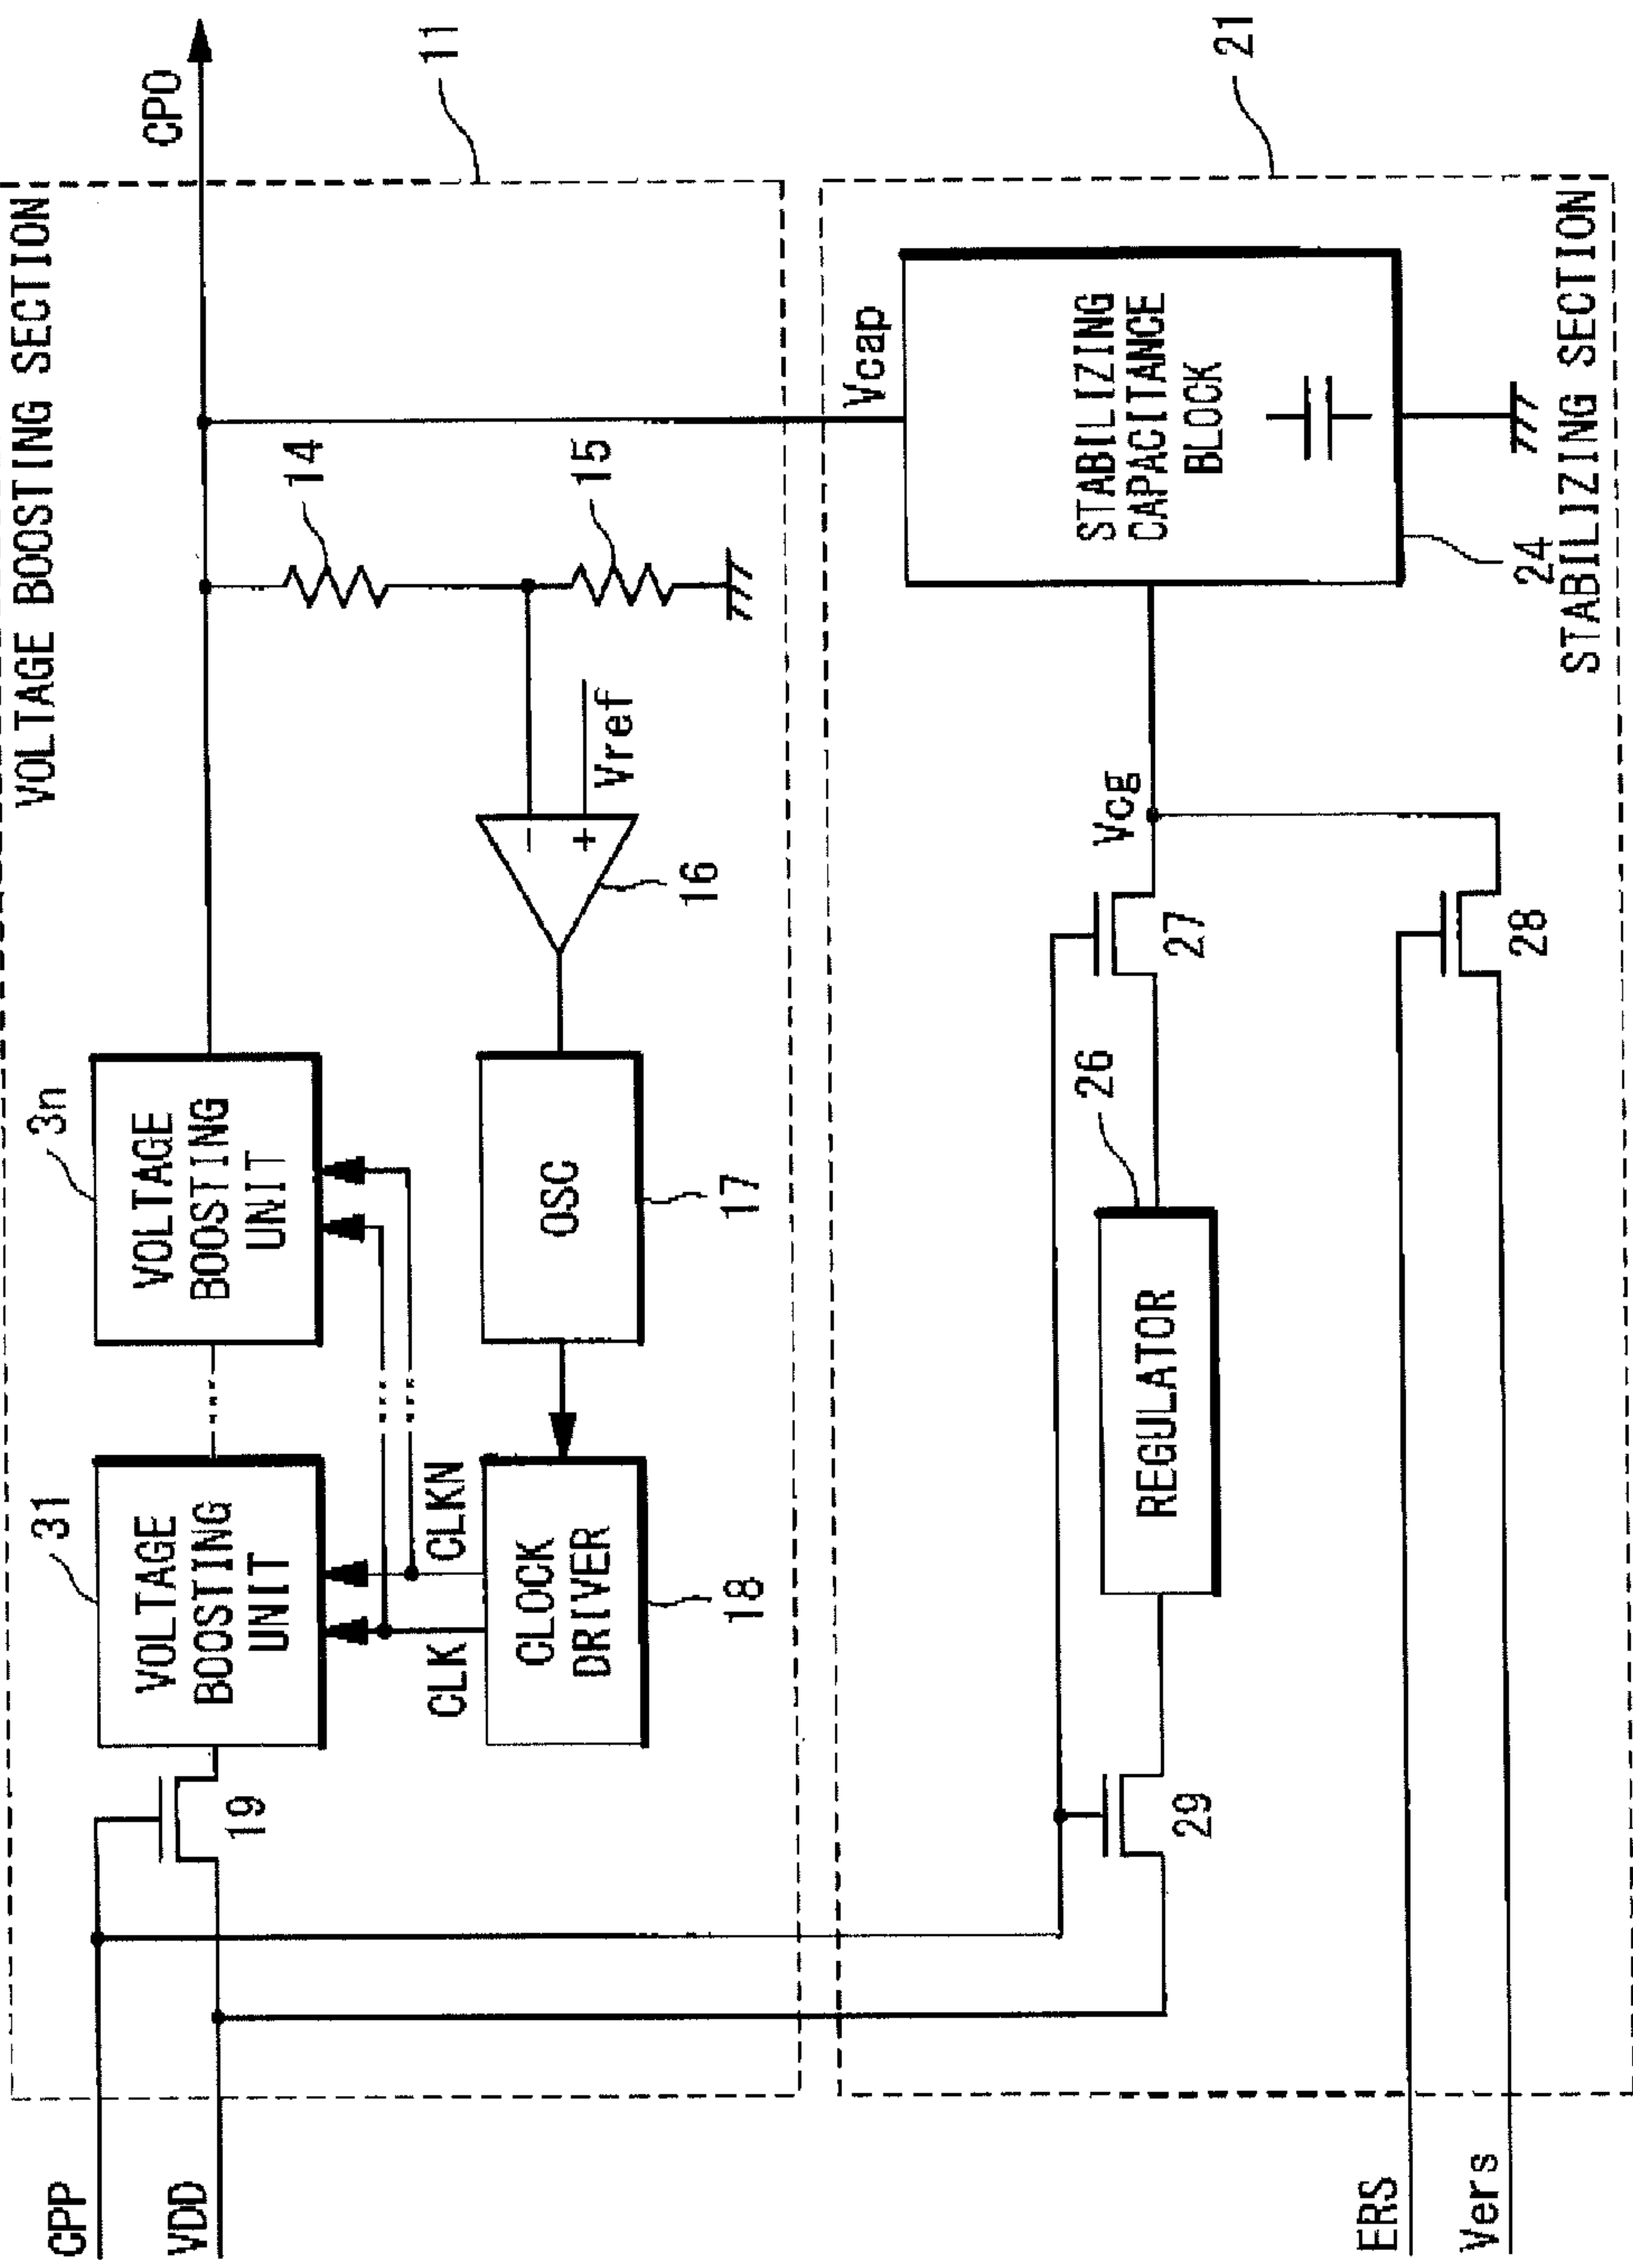 VOLTAGE BOOSTING SECTION
CPO
11
CPP
VDD
19
31
VOLTAGE
BOOSTING
UNIT
3n
VOLTAGE
BOOSTING
UNIT
14
15
CLK
CLKN
CLOCK
DRIVER
18
OSC
17
16
−
+
Vref
Vcap
21
STABILIZING
CAPACITANCE
BLOCK
24
Vcg
27
26
REGULATOR
29
28
ERS
Vers
STABILIZING SECTION